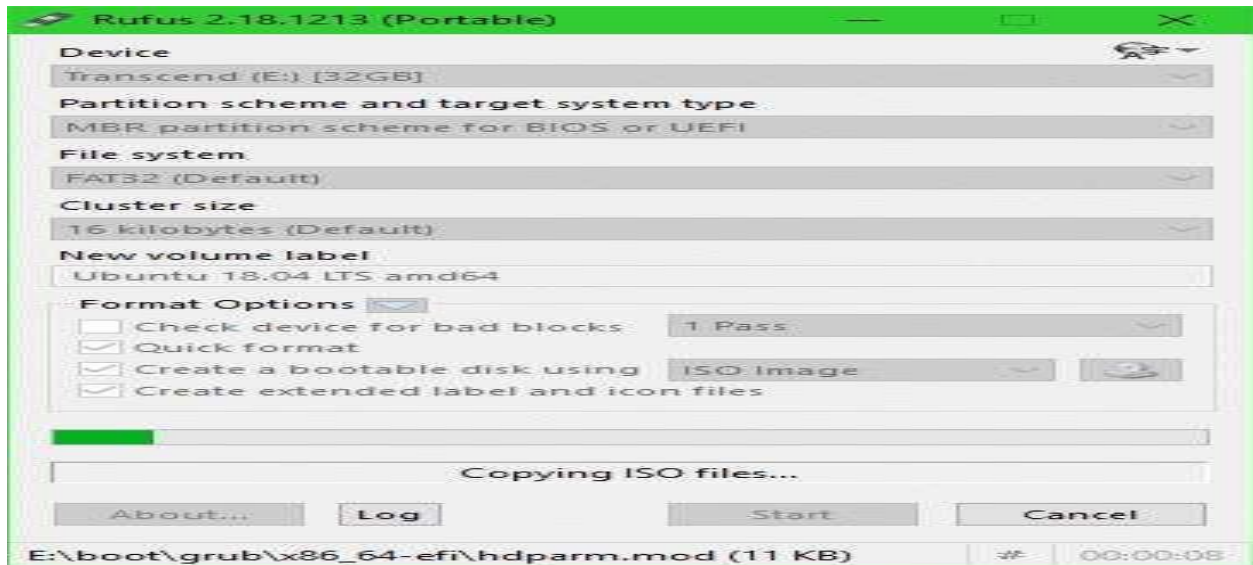 Rufus 2.18.1213 (Portable)
Device
Transcend (E:) [32GB]
Partition scheme and target system type
MBR partition scheme for BIOS or UEFI
File system
FAT32 (Default)
Cluster size
16 kilobytes (Default)
New volume label
Ubuntu 18.04 LTS amd64
Format Options
Check device for bad blocks 1 Pass
Quick format
Create a bootable disk using ISO Image
Create extended label and icon files
Copying ISO files...
About... Log Start Cancel
E:\boot\grub\x86_64-efi\hdparm.mod (11 KB) # 00:00:08